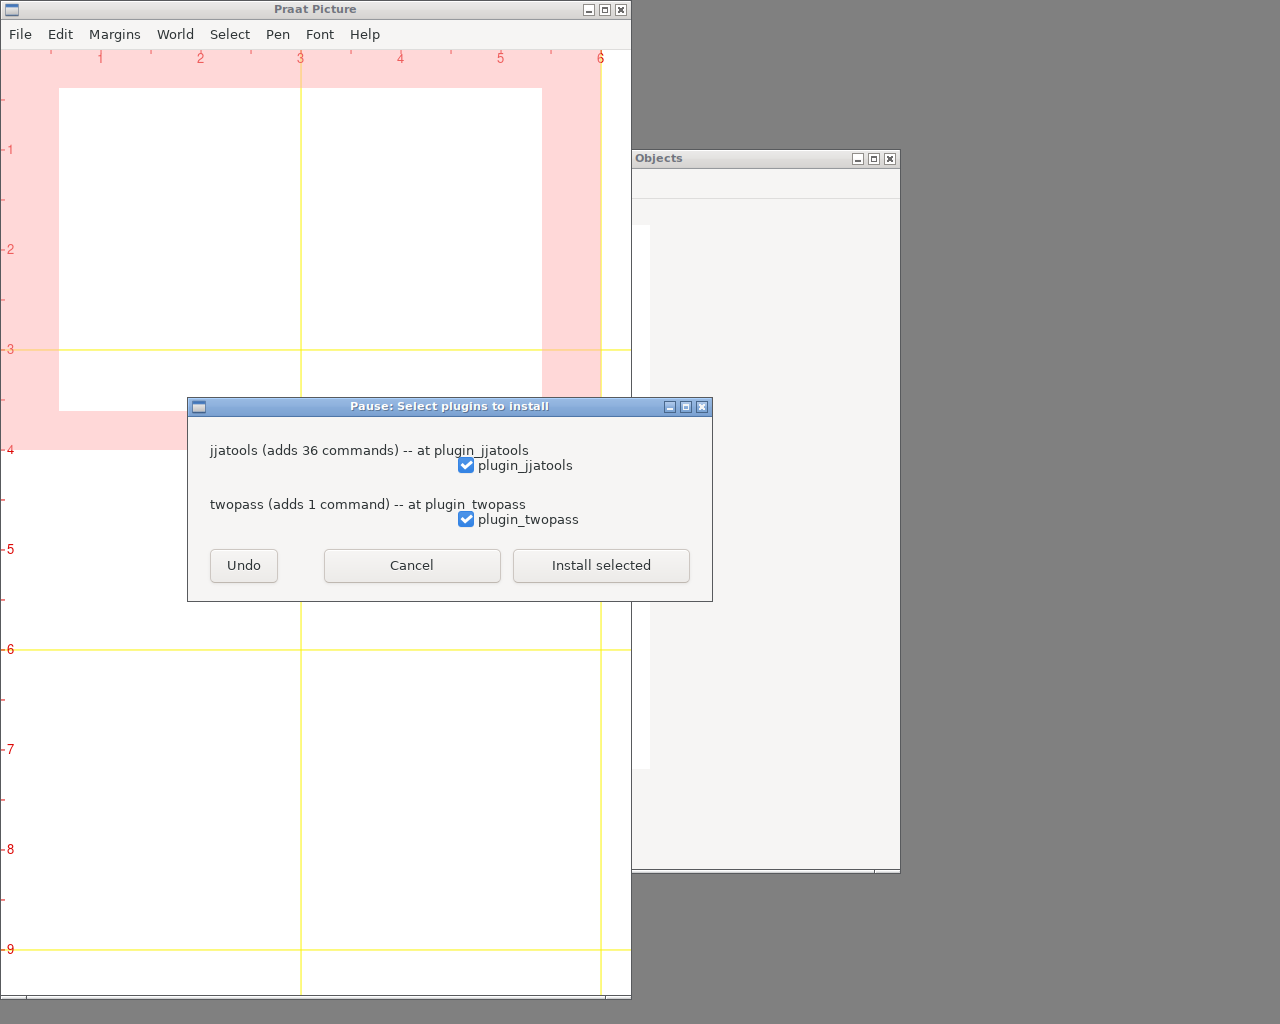 Praat Picture
File Edit Margins World Select Pen Font Help
1 2 3 4 5 6
1
2
3
4
5
6
7
8
9
Objects
Pause: Select plugins to install
jjatools (adds 36 commands) -- at plugin_jjatools
plugin_jjatools
twopass (adds 1 command) -- at plugin_twopass
plugin_twopass
Undo Cancel Install selected